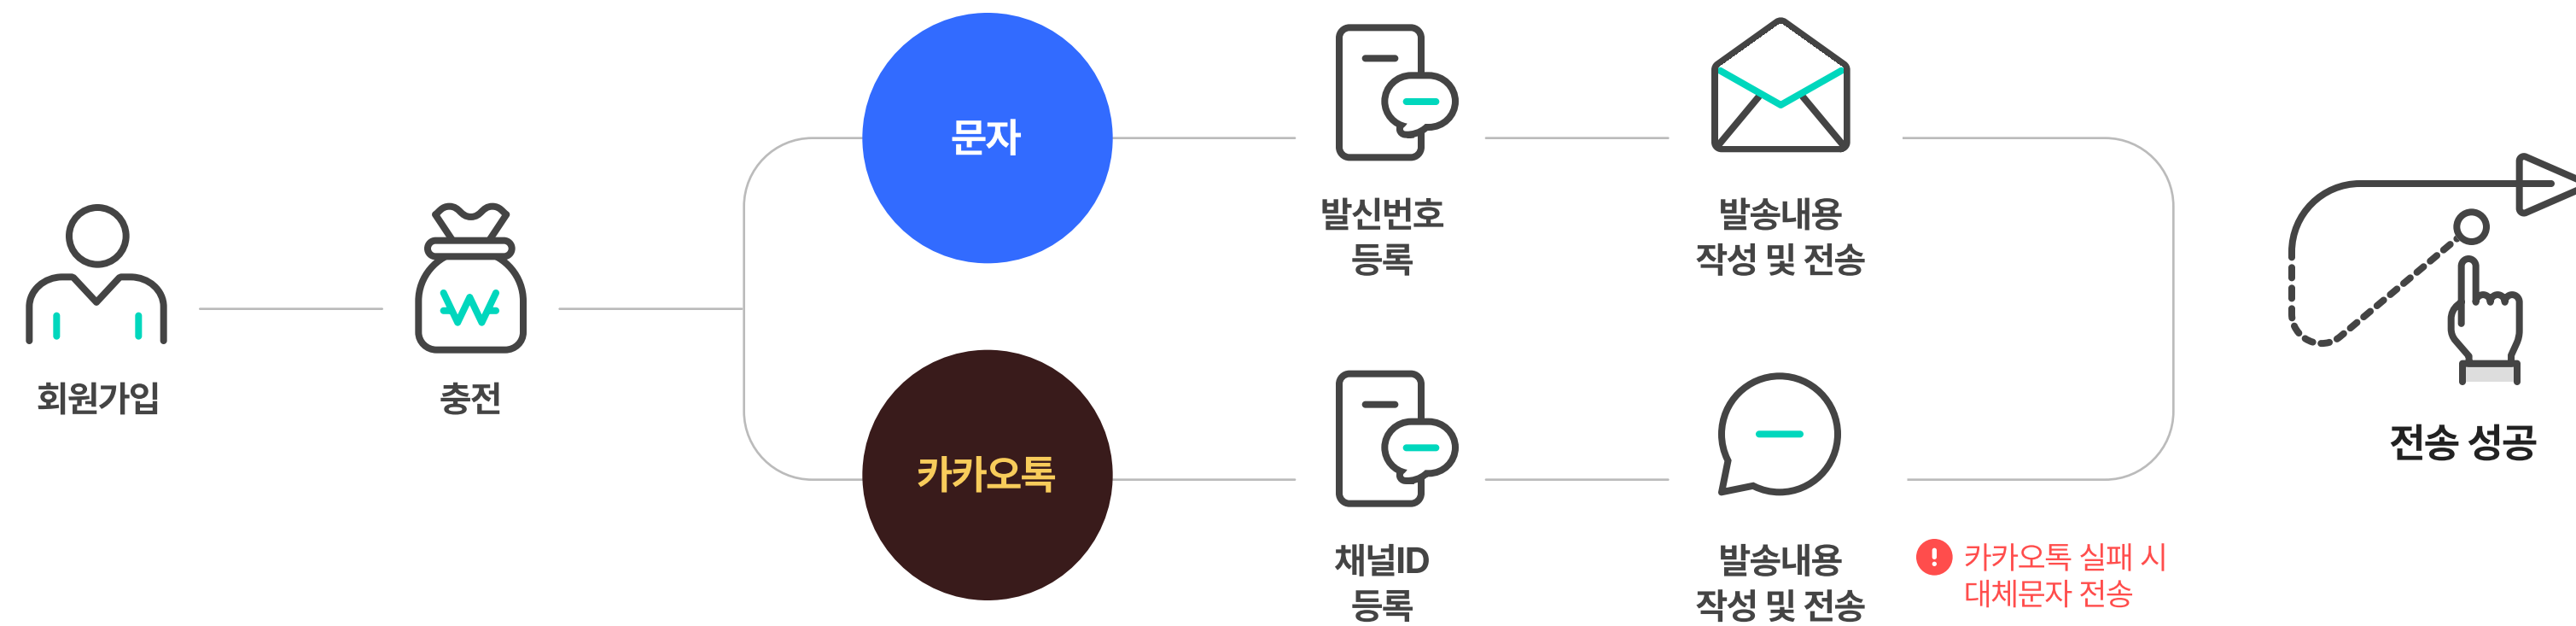 회원가입
충전
문자
발신번호
등록
발송내용
작성 및 전송
카카오톡
채널ID
등록
발송내용
작성 및 전송
카카오톡 실패 시
대체문자 전송
전송 성공